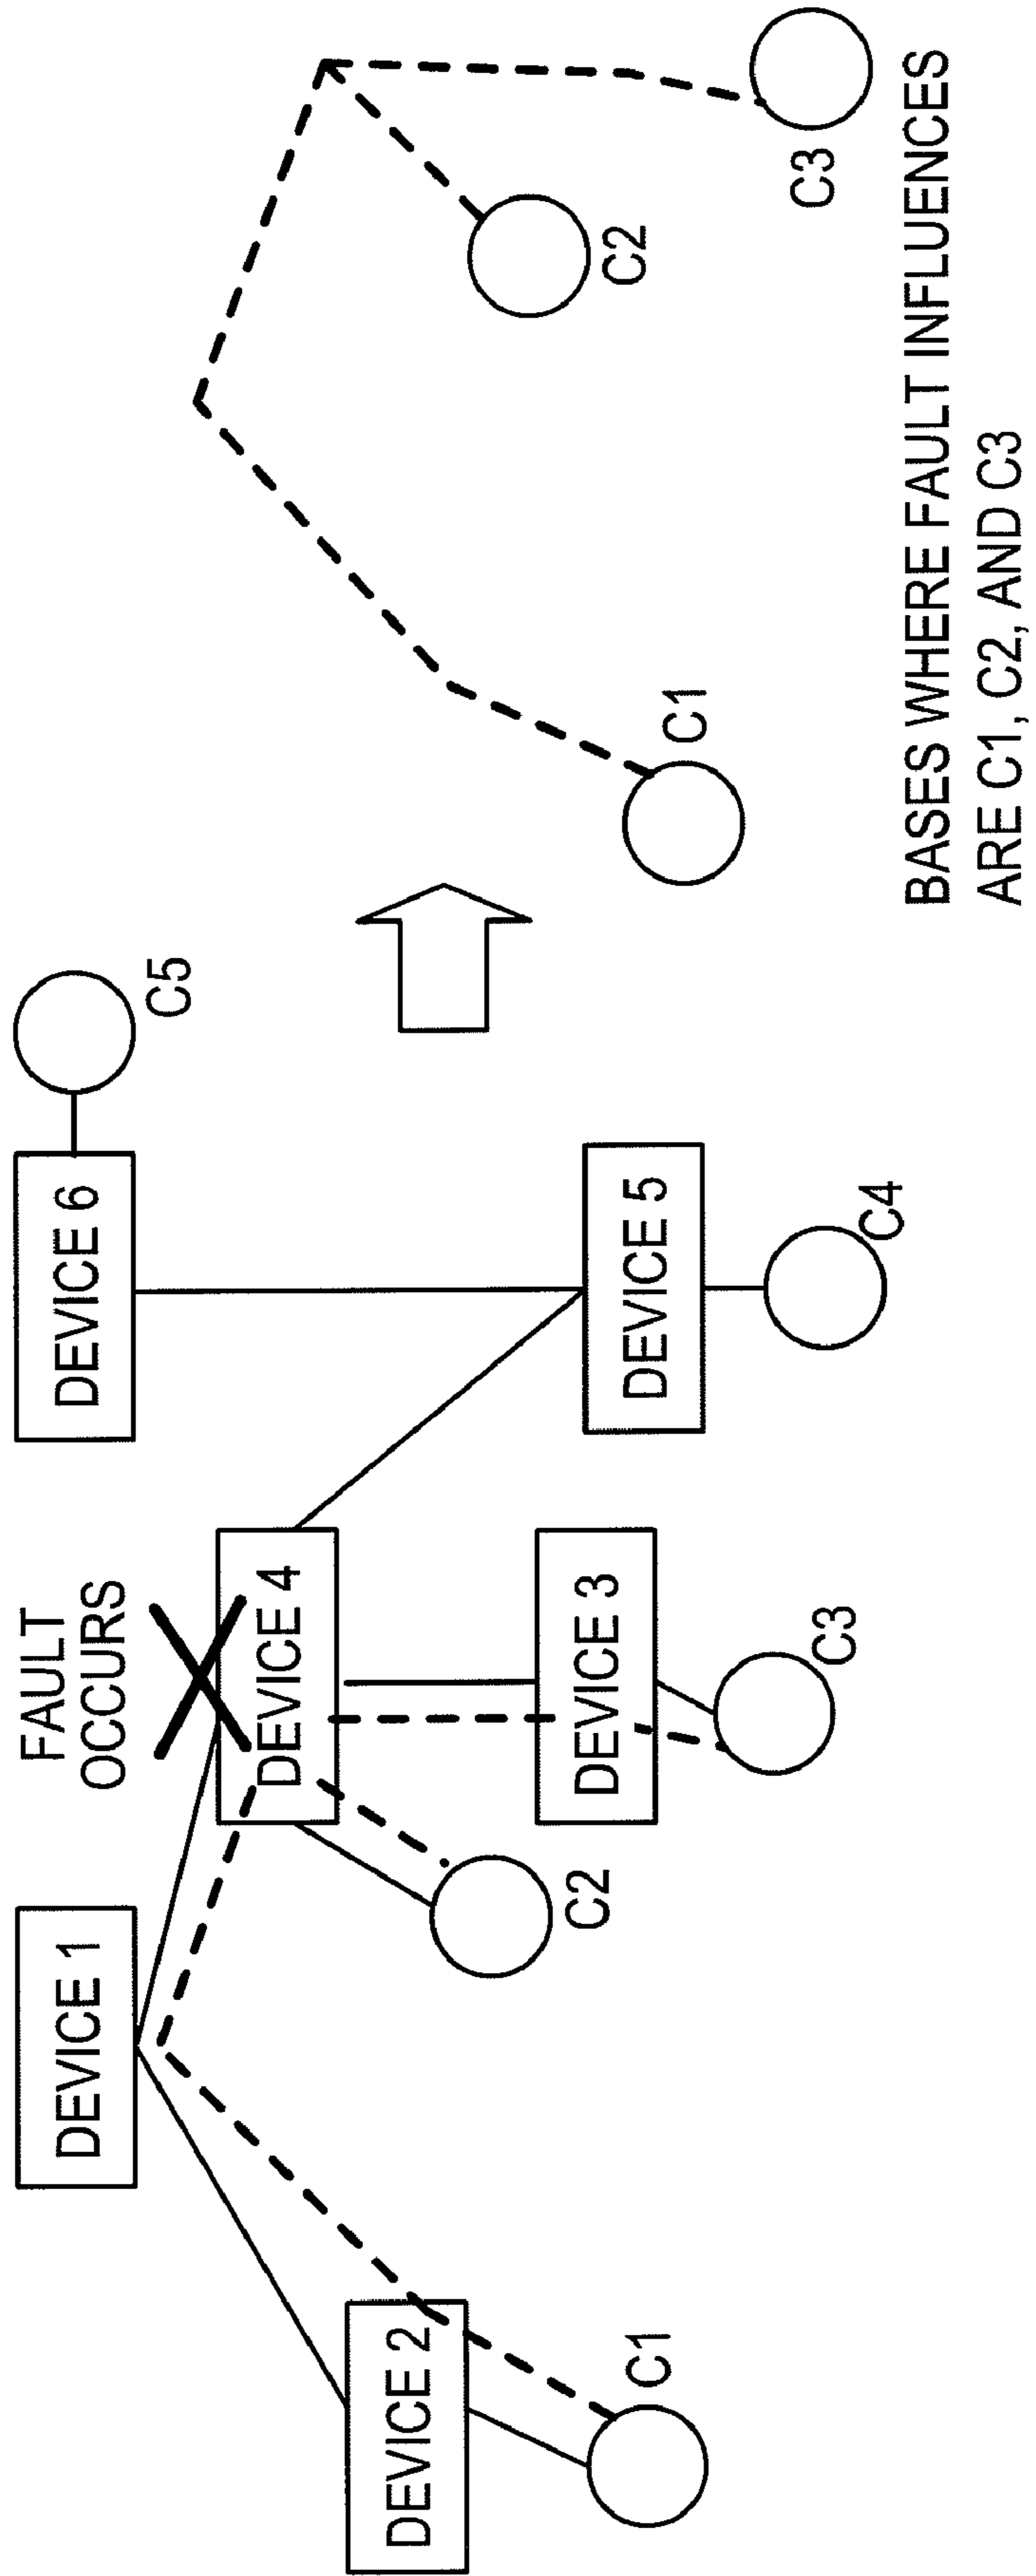 FAULT
OCCURS
DEVICE 1
DEVICE 6
C5
DEVICE 4
DEVICE 2
C2
DEVICE 3
DEVICE 5
C1
C3
C4
C1
C2
C3
BASES WHERE FAULT INFLUENCES
ARE C1, C2, AND C3